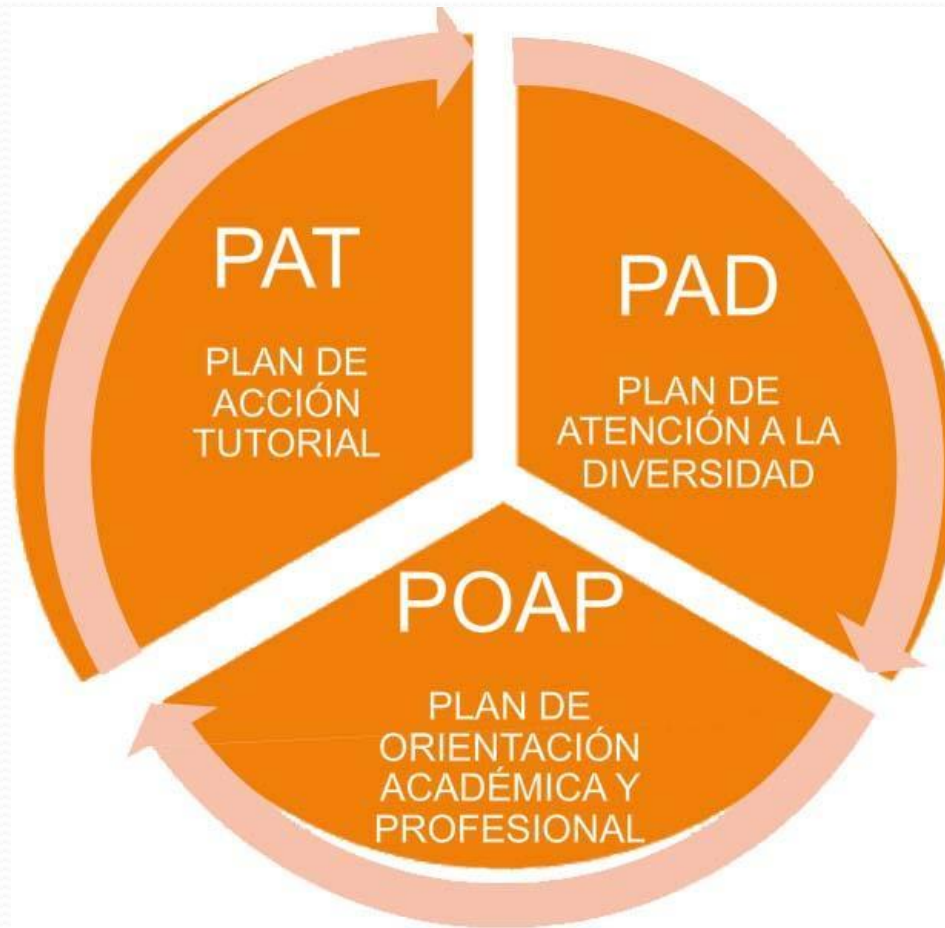 PAT
PLAN DE
ACCIÓN
TUTORIAL
PAD
PLAN DE
ATENCIÓN A LA
DIVERSIDAD
POAP
PLAN DE
ORIENTACIÓN
ACADÉMICA Y
PROFESIONAL